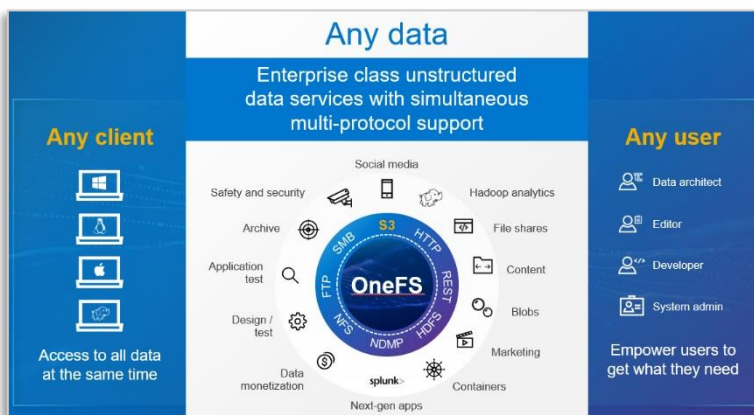 Any data
Enterprise class unstructured
data services with simultaneous
multi-protocol support
Any client
Access to all data
at the same time
Social media
Safety and security
Hadoop analytics
Archive
File shares
Application
test
Content
Design /
test
Blobs
Data
monetization
Marketing
Containers
splunk>
Next-gen apps
S3
HTTP
REST
HDFS
NDMP
NFS
FTP
SMB
OneFS
Any user
Data architect
Editor
Developer
System admin
Empower users to
get what they need